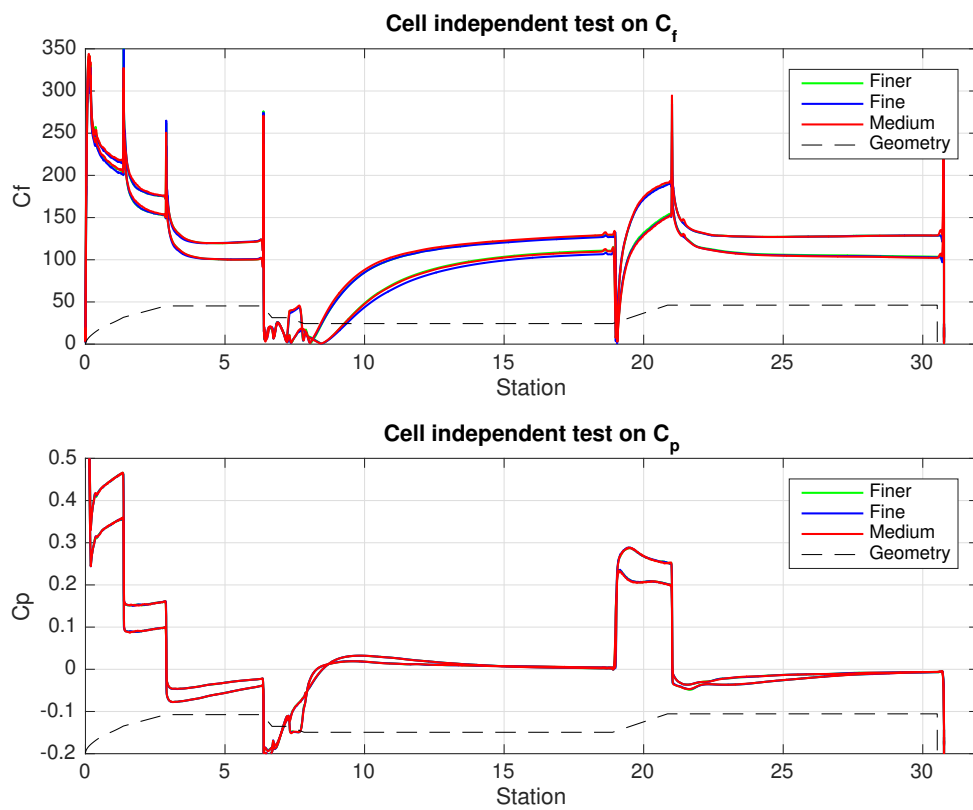 Cell independent test on C_f
350
300
250
200
150
100
50
0
Cf
Finer
Fine
Medium
Geometry
0 5 10 15 20 25 30
Station
Cell independent test on C_p
0.5
0.4
0.3
0.2
0.1
0
-0.1
-0.2
Cp
Finer
Fine
Medium
Geometry
0 5 10 15 20 25 30
Station